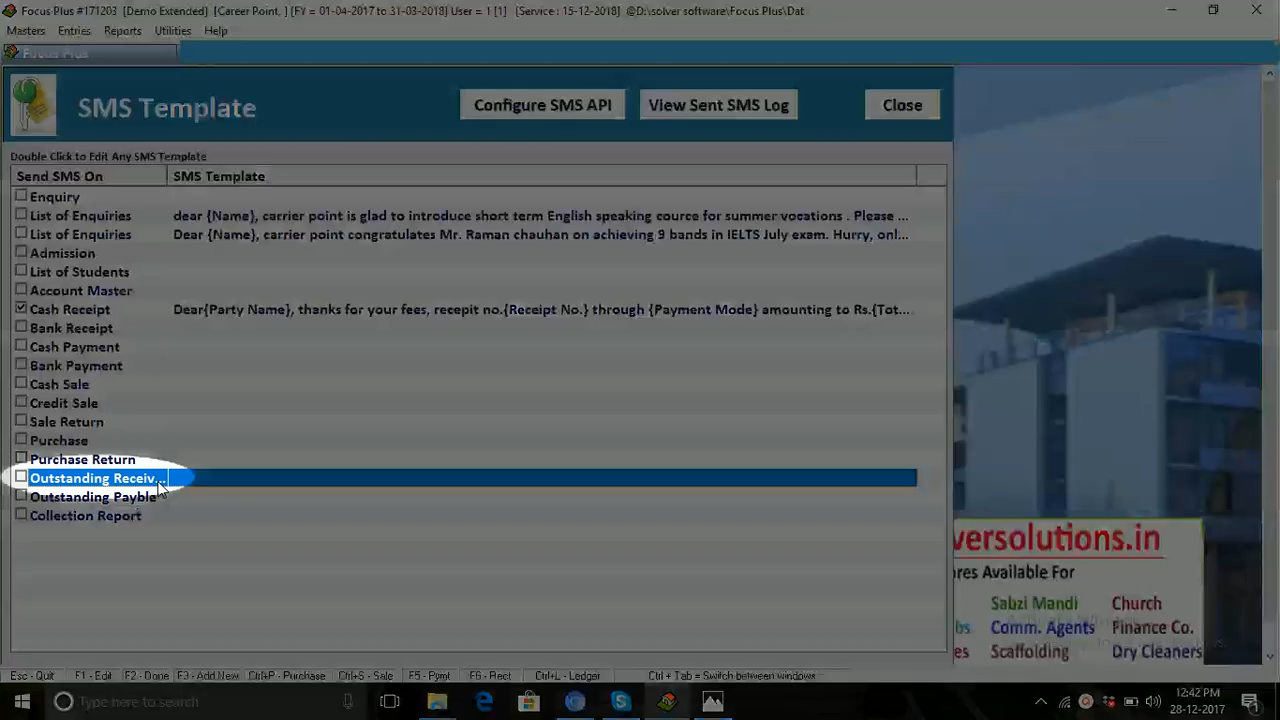 Focus Plus #171203 [Demo Extended] [Career Point, ] [FY = 01-04-2017 to 31-03-2018] User = 1 [1] [Service : 15-12-2018] @D:\solver software\Focus Plus\Dat
Masters Entries Reports Utilities Help
Focus Plus
SMS Template Configure SMS API View Sent SMS Log Close
Double Click to Edit Any SMS Template
Send SMS On SMS Template
Enquiry
List of Enquiries dear {Name}, carrier point is glad to introduce short term English speaking cource for summer vocations . Please ...
List of Enquiries Dear {Name}, carrier point congratulates Mr. Raman chauhan on achieving 9 bands in IELTS July exam. Hurry, onl...
Admission
List of Students
Account Master
Cash Receipt Dear{Party Name}, thanks for your fees, recepit no.{Receipt No.} through {Payment Mode} amounting to Rs.{Tot...
Bank Receipt
Cash Payment
Bank Payment
Cash Sale
Credit Sale
Sale Return
Purchase
Purchase Return
Outstanding Receiv...
Outstanding Payble
Collection Report
versolutions.in
res Available For
Sabzi Mandi Church
bs Comm. Agents Finance Co.
es Scaffolding Dry Cleaners
Esc - Quit F1 - Edit F2 - Done F3 - Add New Ctrl+P - Purchase Ctrl+S - Sale F5 - Pymt F6 - Rect Ctrl+L - Ledger Ctrl + Tab = Switch between windows
Type here to search
12:42 PM
28-12-2017
1